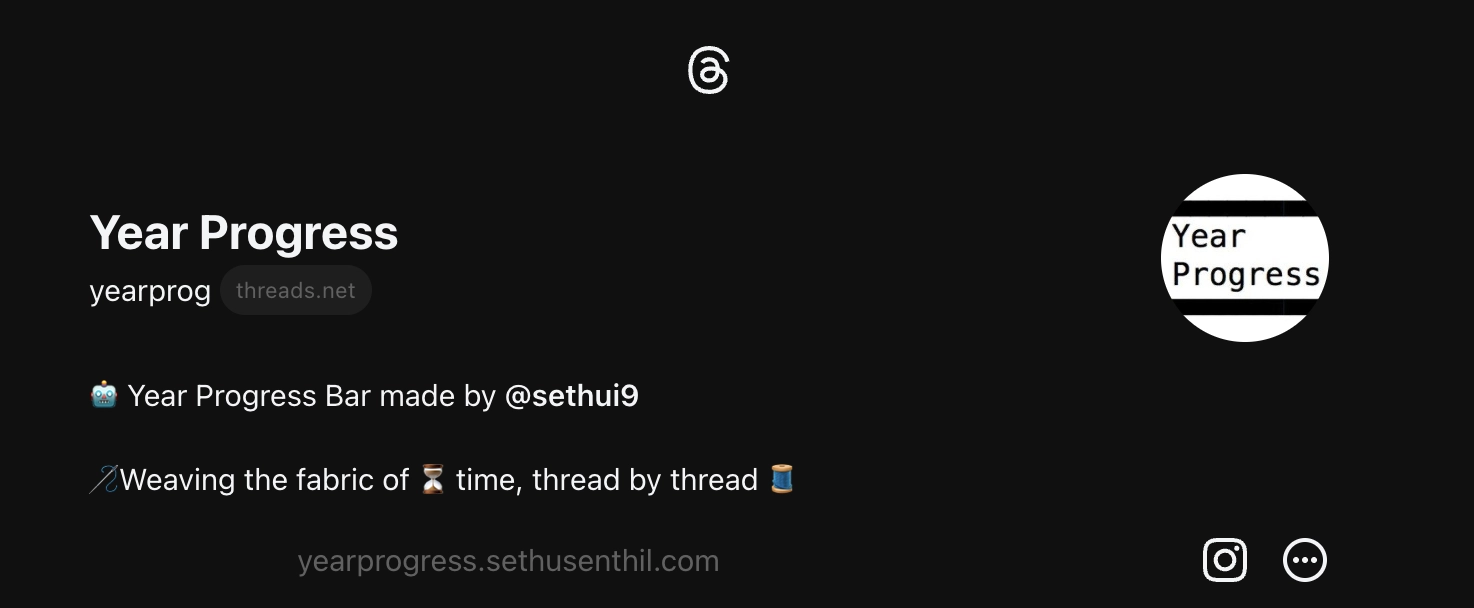 Year Progress
yearprog threads.net
Year
Progress
🤖 Year Progress Bar made by @sethui9
🪡Weaving the fabric of ⏳ time, thread by thread 🧵
yearprogress.sethusenthil.com